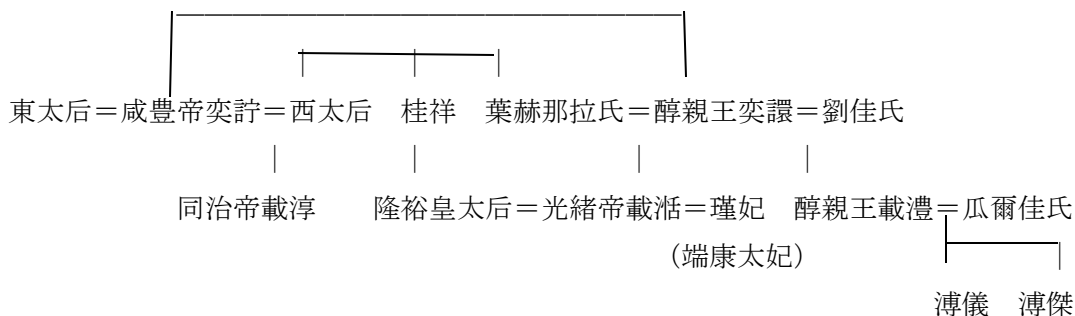 東太后＝咸豊帝奕詝＝西太后　桂祥　葉赫那拉氏＝醇親王奕譞＝劉佳氏
同治帝載淳　隆裕皇太后＝光緒帝載湉＝瑾妃　醇親王載灃＝瓜爾佳氏
（端康太妃）
溥儀　溥傑